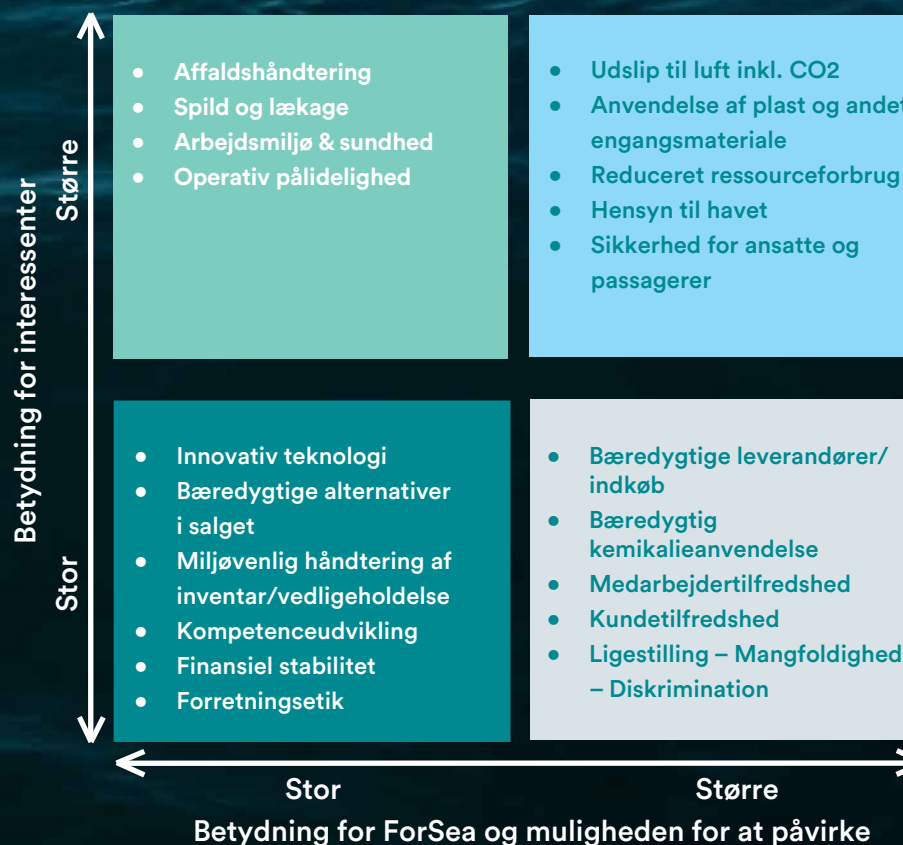 Betydning for interessenter
Større
Stor
● Affaldshåndtering
● Spild og lækage
● Arbejdsmiljø & sundhed
● Operativ pålidelighed
● Udslip til luft inkl. CO2
● Anvendelse af plast og andet
engangsmateriale
● Reduceret ressourceforbrug
● Hensyn til havet
● Sikkerhed for ansatte og
passagerer
● Innovativ teknologi
● Bæredygtige alternativer
i salget
● Miljøvenlig håndtering af
inventar/vedligeholdelse
● Kompetenceudvikling
● Finansiel stabilitet
● Forretningsetik
● Bæredygtige leverandører/
indkøb
● Bæredygtig
kemikalieanvendelse
● Medarbejdertilfredshed
● Kundetilfredshed
● Ligestilling – Mangfoldighed
– Diskrimination
Stor
Større
Betydning for ForSea og muligheden for at påvirke